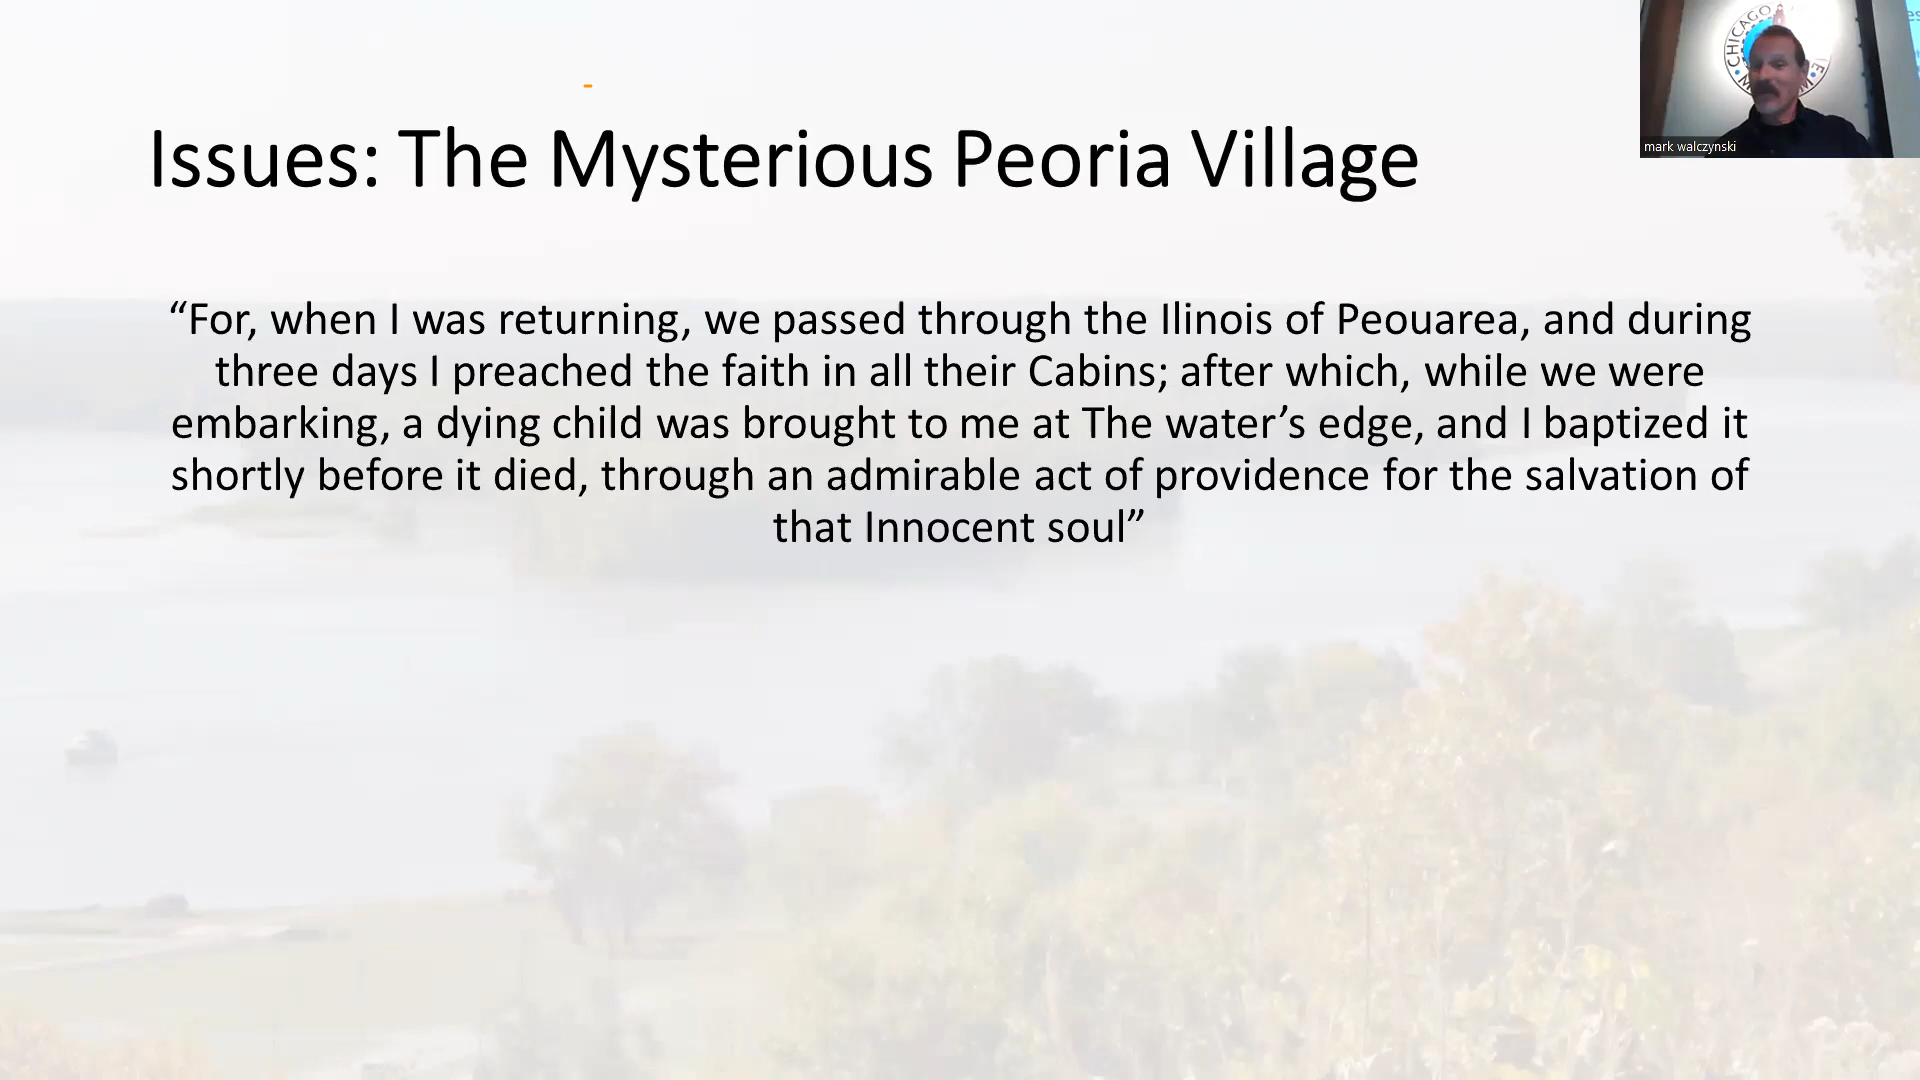 Issues: The Mysterious Peoria Village
“For, when I was returning, we passed through the Ilinois of Peouarea, and during
three days I preached the faith in all their Cabins; after which, while we were
embarking, a dying child was brought to me at The water’s edge, and I baptized it
shortly before it died, through an admirable act of providence for the salvation of
that Innocent soul”
CHICAGO
mark walczynski